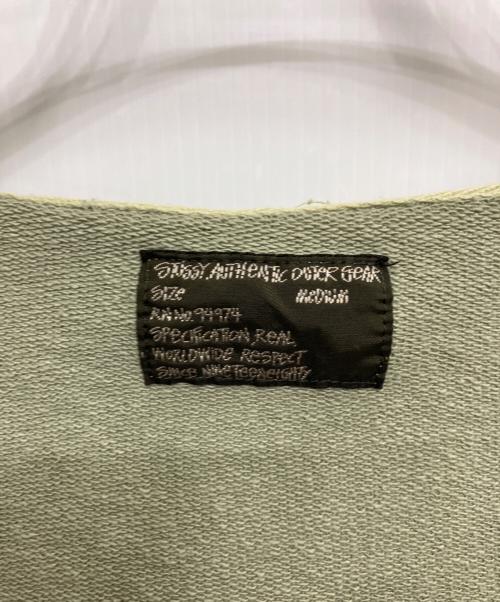 STUSSY. AUTHENTIC OUTER GEAR
SIZE MEDIUM
RN No. 94974
SPECIFICATION. REAL
WORLDWIDE RESPECT
SINCE NINETEENEIGHTY